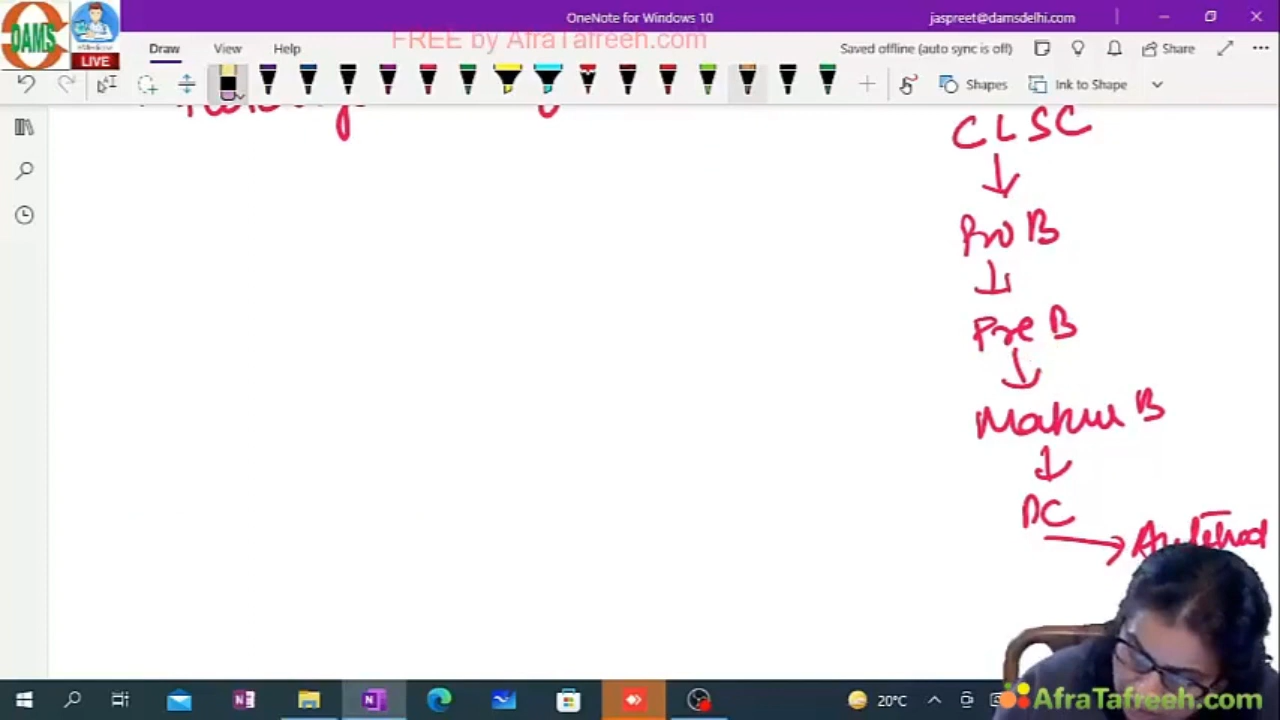 DAMS
LIVE
OneNote for Windows 10
jaspreet@damsdelhi.com
FREE by AfraTafreeh.com
Draw
View
Help
Saved offline (auto sync is off)
Share
Shapes
Ink to Shape
CLSC
Pro B
Pre B
Mature B
PC
20°C
AfraTafreeh.com